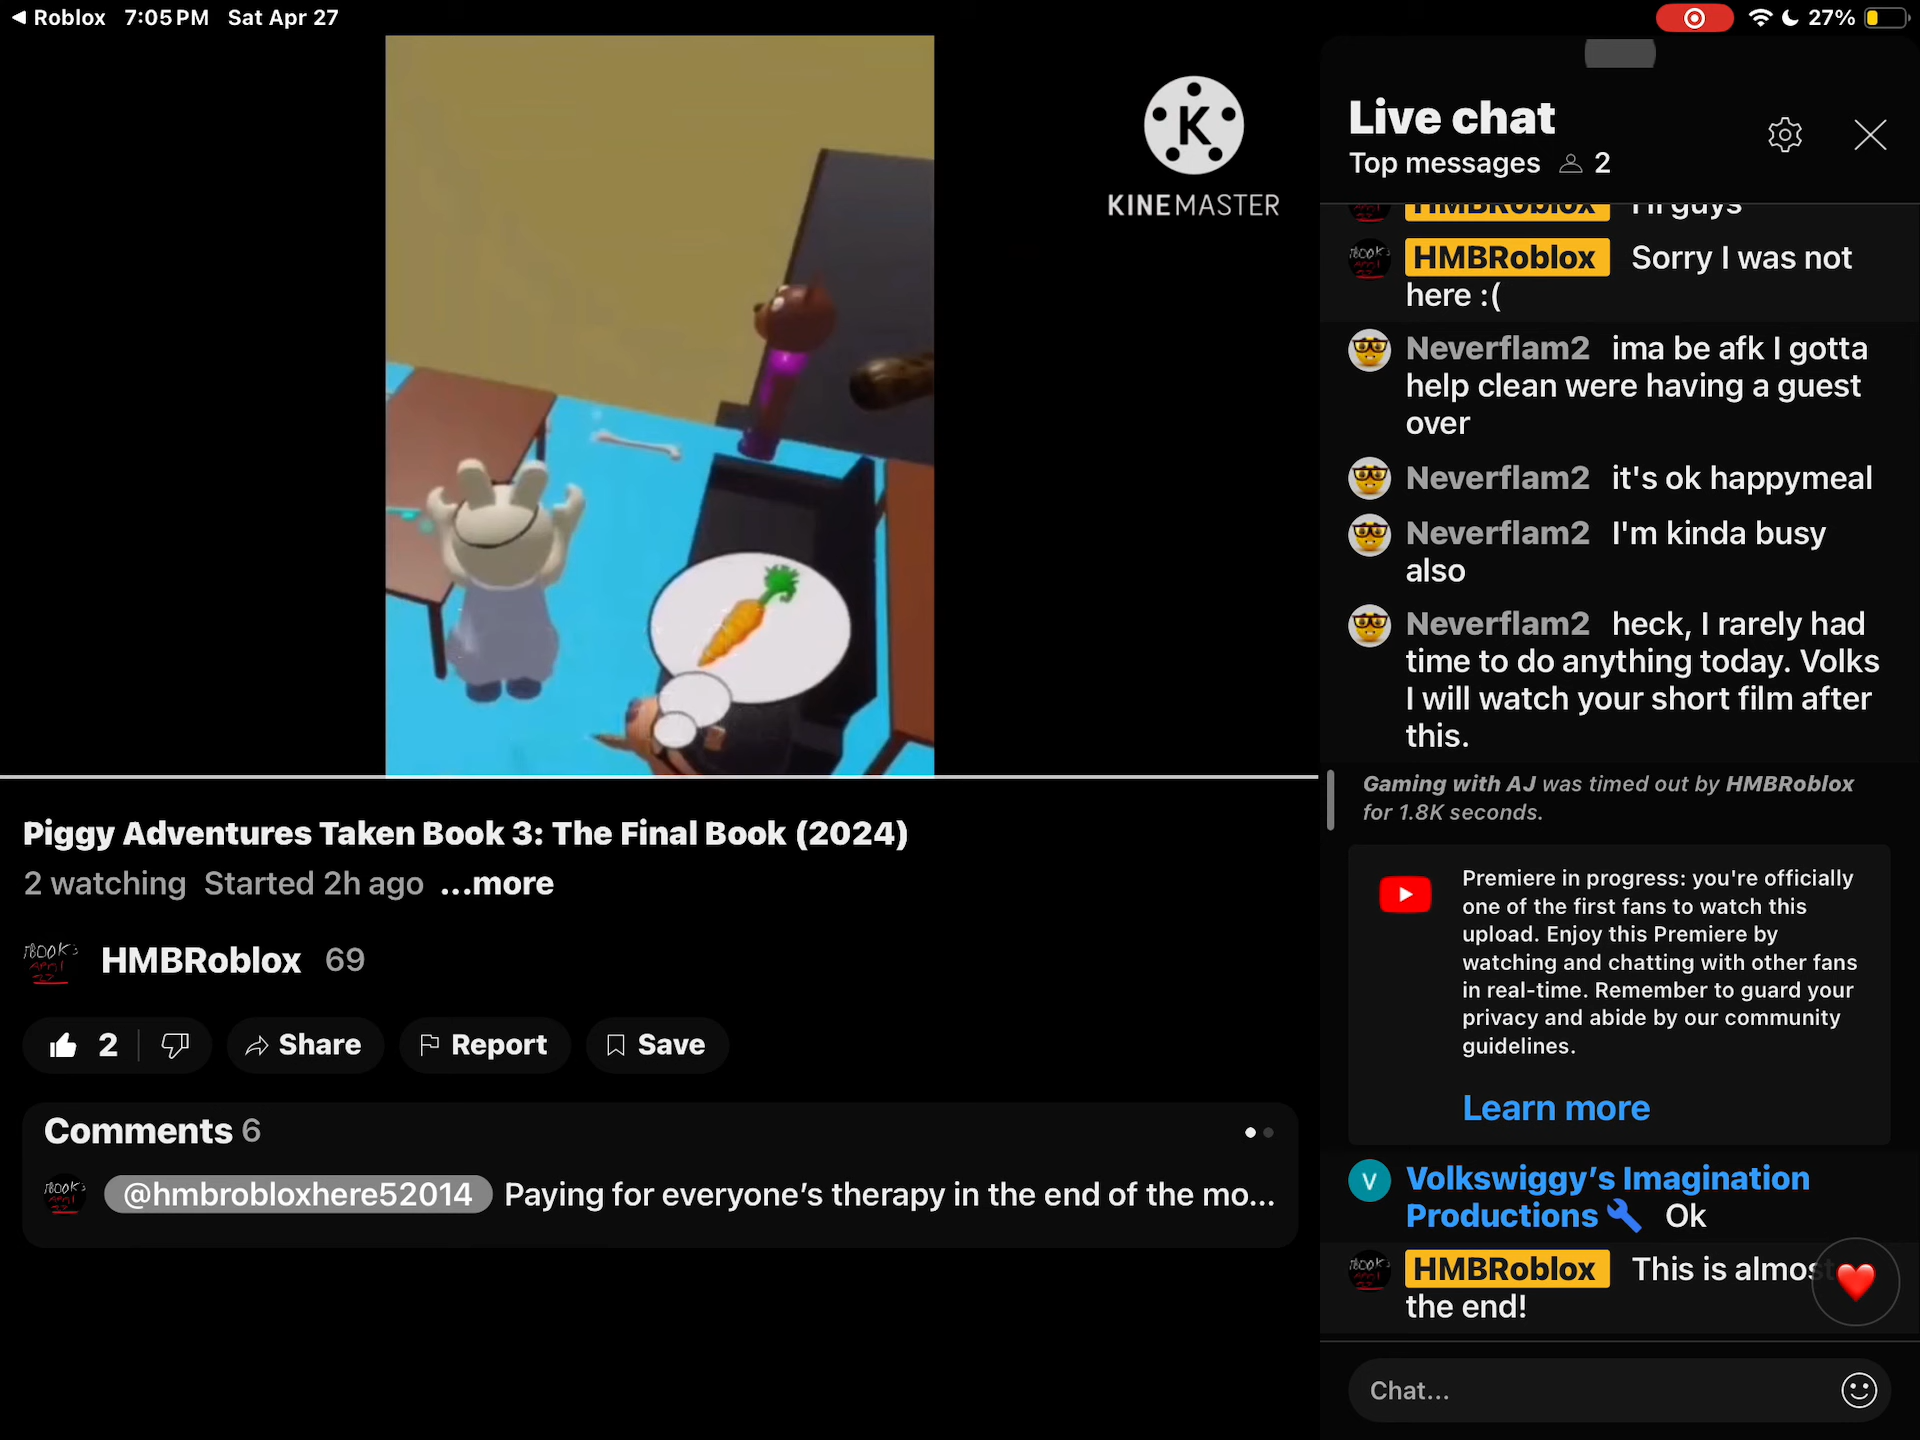 Roblox 7:05 PM Sat Apr 27
27%
K
KINEMASTER
Live chat
Top messages 2
HMBRoblox Hi guys
HMBRoblox Sorry I was not
here :(
Neverflam2 ima be afk I gotta
help clean were having a guest
over
Neverflam2 it's ok happymeal
Neverflam2 I'm kinda busy
also
Neverflam2 heck, I rarely had
time to do anything today. Volks
I will watch your short film after
this.
Gaming with AJ was timed out by HMBRoblox
for 1.8K seconds.
Premiere in progress: you're officially
one of the first fans to watch this
upload. Enjoy this Premiere by
watching and chatting with other fans
in real-time. Remember to guard your
privacy and abide by our community
guidelines.
Learn more
V
Volkswiggy’s Imagination
Productions Ok
HMBRoblox This is almost
the end!
Chat...
Piggy Adventures Taken Book 3: The Final Book (2024)
2 watching Started 2h ago ...more
HMBRoblox 69
2 Share Report Save
Comments 6
@hmbrobloxhere52014 Paying for everyone’s therapy in the end of the mo...